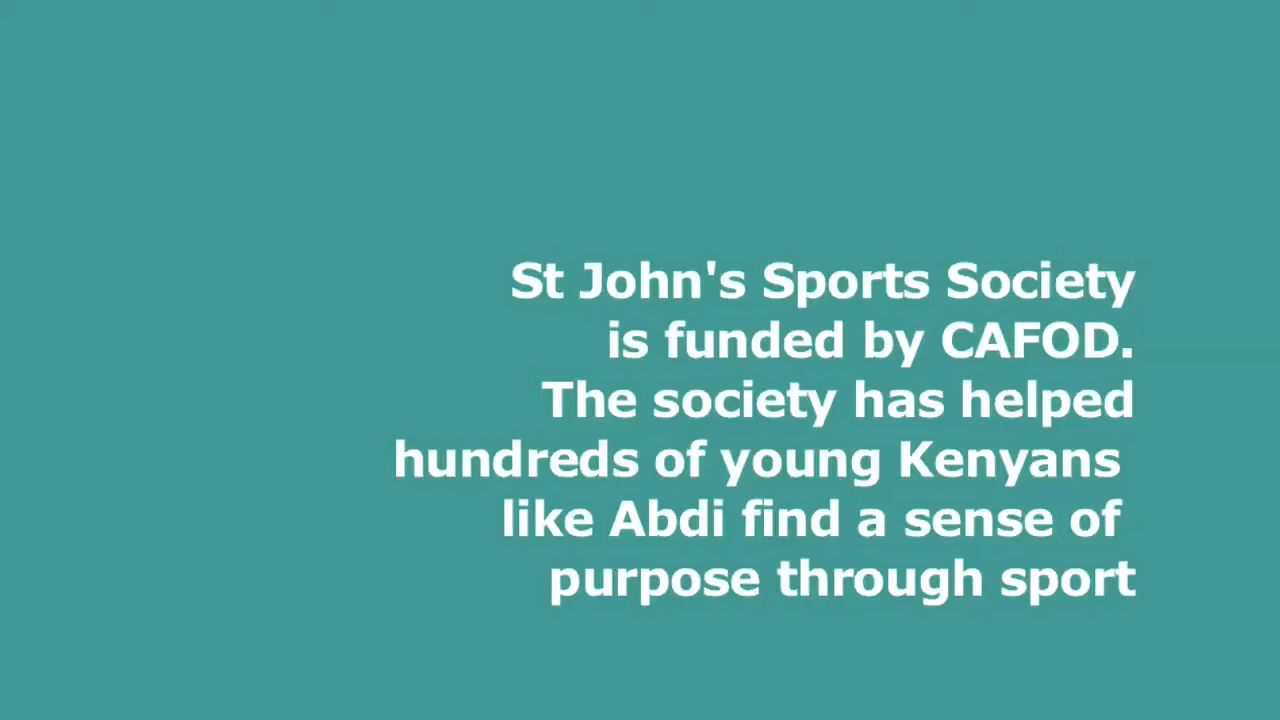 St John's Sports Society
is funded by CAFOD.
The society has helped
hundreds of young Kenyans
like Abdi find a sense of
purpose through sport